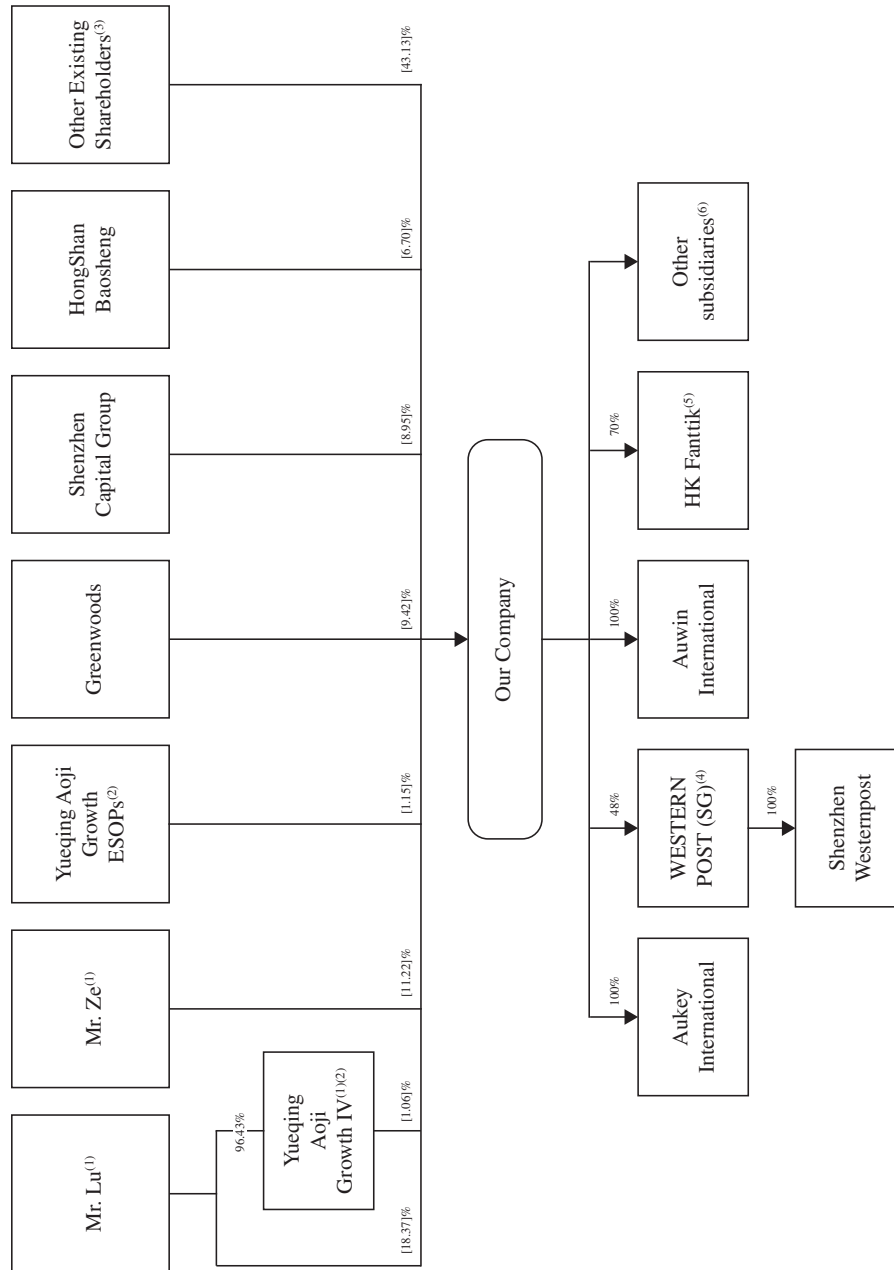 Mr. Lu(1)
Mr. Ze(1)
Yueqing Aoji
Growth
ESOPs(2)
Greenwoods
Shenzhen
Capital Group
HongShan
Baosheng
Other Existing
Shareholders(3)
96.43%
Yueqing
Aoji
Growth IV(1)(2)
[18.37]%
[1.06]%
[11.22]%
[1.15]%
[9.42]%
[8.95]%
[6.70]%
[43.13]%
Our Company
100%
48%
100%
70%
Aukey
International
WESTERN
POST (SG)(4)
Auwin
International
HK Fanttik(5)
Other
subsidiaries(6)
100%
Shenzhen
Westernpost